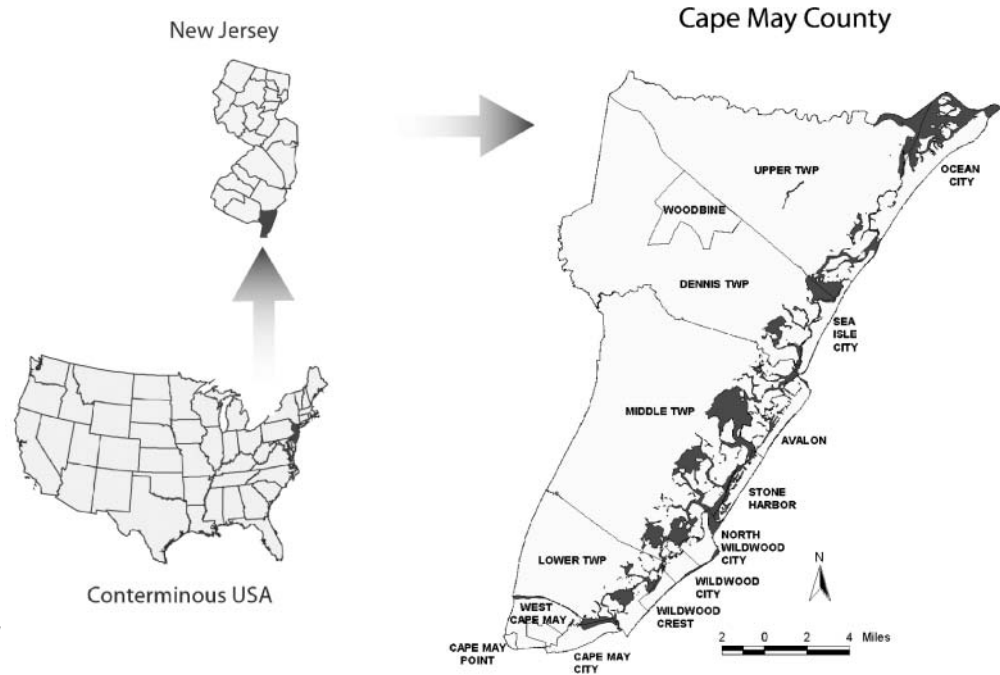 New Jersey
Cape May County
UPPER TWP
OCEAN
CITY
WOODBINE
DENNIS TWP
SEA
ISLE
CITY
MIDDLE TWP
AVALON
STONE
HARBOR
NORTH
WILDWOOD
CITY
LOWER TWP
WILDWOOD
CITY
WILDWOOD
CREST
WEST
CAPE MAY
CAPE MAY
POINT
CAPE MAY
CITY
N
2 0 2 4 Miles
Conterminous USA